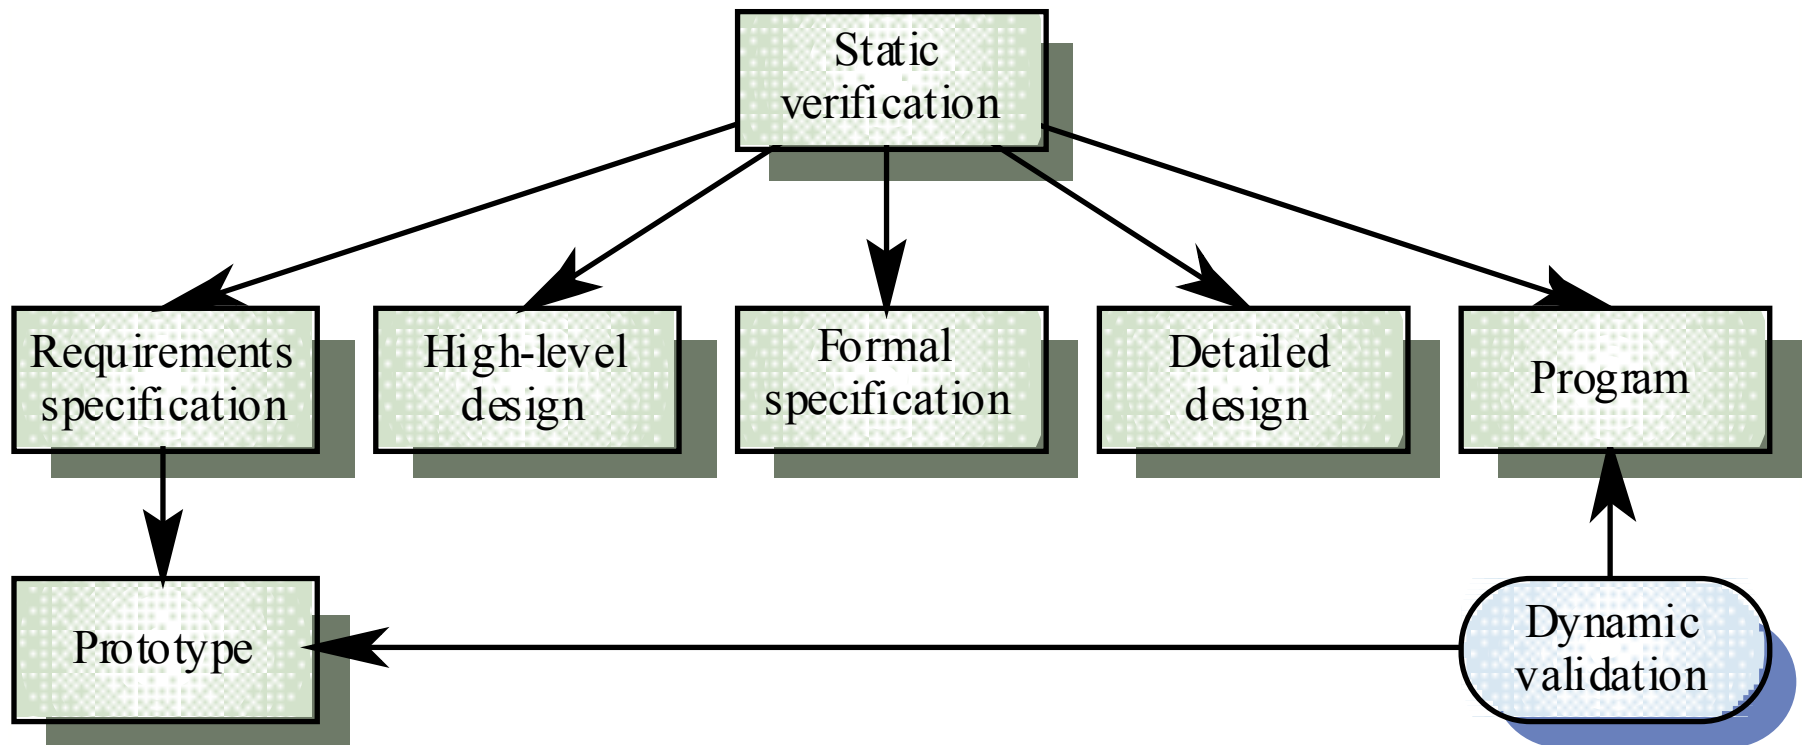 Static
verification
Requirements
specification
High-level
design
Formal
specification
Detailed
design
Program
Prototype
Dynamic
validation